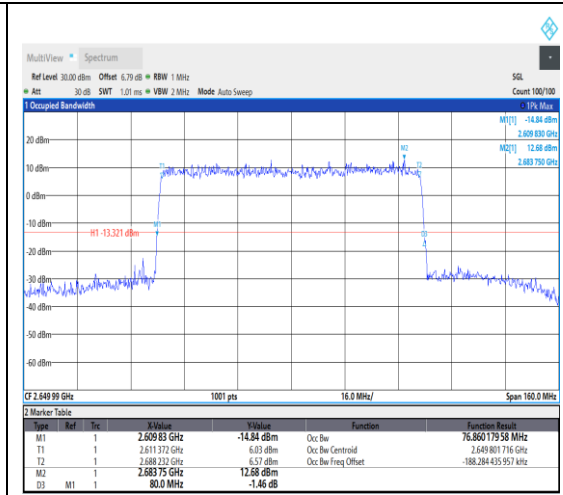 MultiView Spectrum
Ref Level 30.00 dBm Offset 6.79 dB RBW 1 MHz SGL
Att 30 dB SWT 1.01 ms VBW 2 MHz Mode Auto Sweep Count 100/100
1 Occupied Bandwidth 1Pk Max
M1[1] -14.84 dBm
2.609 830 GHz
M2[1] 12.68 dBm
2.683 750 GHz
20 dBm
M2
T1 T2
10 dBm
0 dBm
-10 dBm
M1
H1 -13.321 dBm
D3
-20 dBm
-30 dBm
-40 dBm
-50 dBm
-60 dBm
CF 2.649 99 GHz 1001 pts 16.0 MHz/ Span 160.0 MHz
2 Marker Table
Type Ref Trc X-Value Y-Value Function Function Result
M1 1 2.609 83 GHz -14.84 dBm Occ Bw 76.860 179 58 MHz
T1 1 2.611 372 GHz 6.03 dBm Occ Bw Centroid 2.649 801 716 GHz
T2 1 2.688 232 GHz 6.57 dBm Occ Bw Freq Offset -188.284 435 957 kHz
M2 1 2.683 75 GHz 12.68 dBm
D3 M1 1 80.0 MHz -1.46 dB